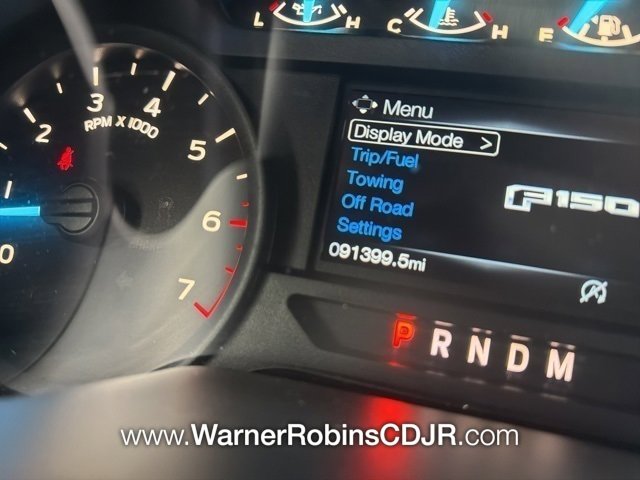 L H C H E
Menu
Display Mode >
Trip/Fuel
Towing
Off Road
Settings
F150
091399.5mi
P R N D M
0 1 2 3 4 5 6 7
RPM X 1000
www.WarnerRobinsCDJR.com